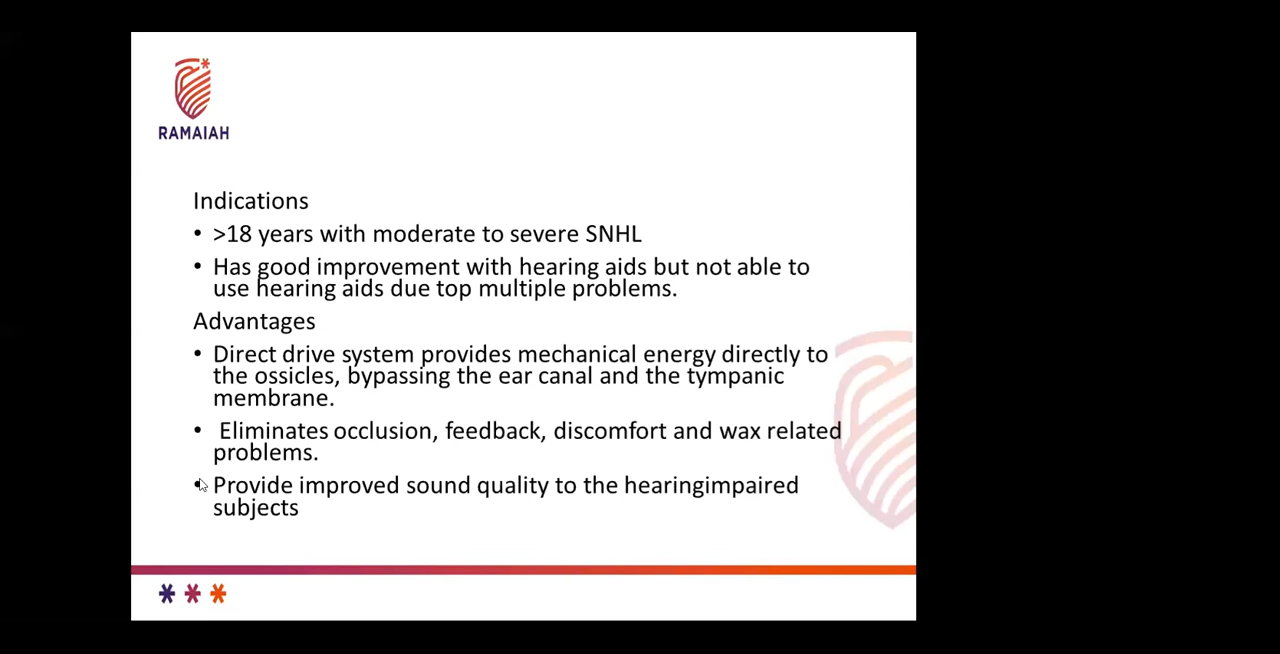 RAMAIAH
Indications
• >18 years with moderate to severe SNHL
• Has good improvement with hearing aids but not able to
use hearing aids due top multiple problems.
Advantages
• Direct drive system provides mechanical energy directly to
the ossicles, bypassing the ear canal and the tympanic
membrane.
• Eliminates occlusion, feedback, discomfort and wax related
problems.
• Provide improved sound quality to the hearingimpaired
subjects